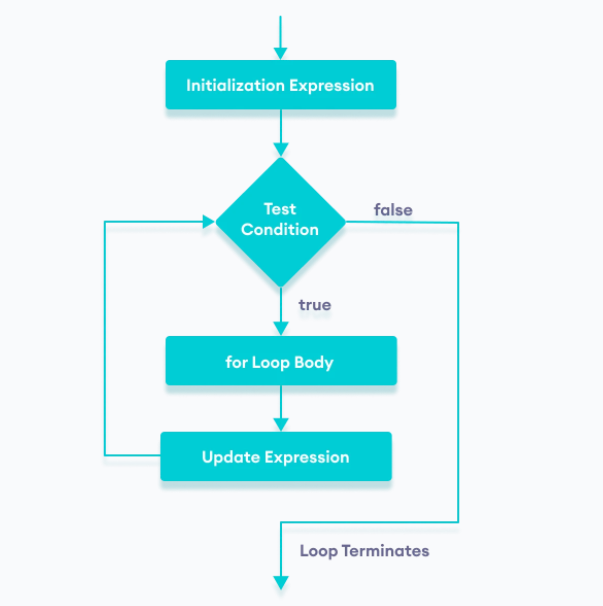 Initialization Expression
Test
Condition
false
true
for Loop Body
Update Expression
Loop Terminates